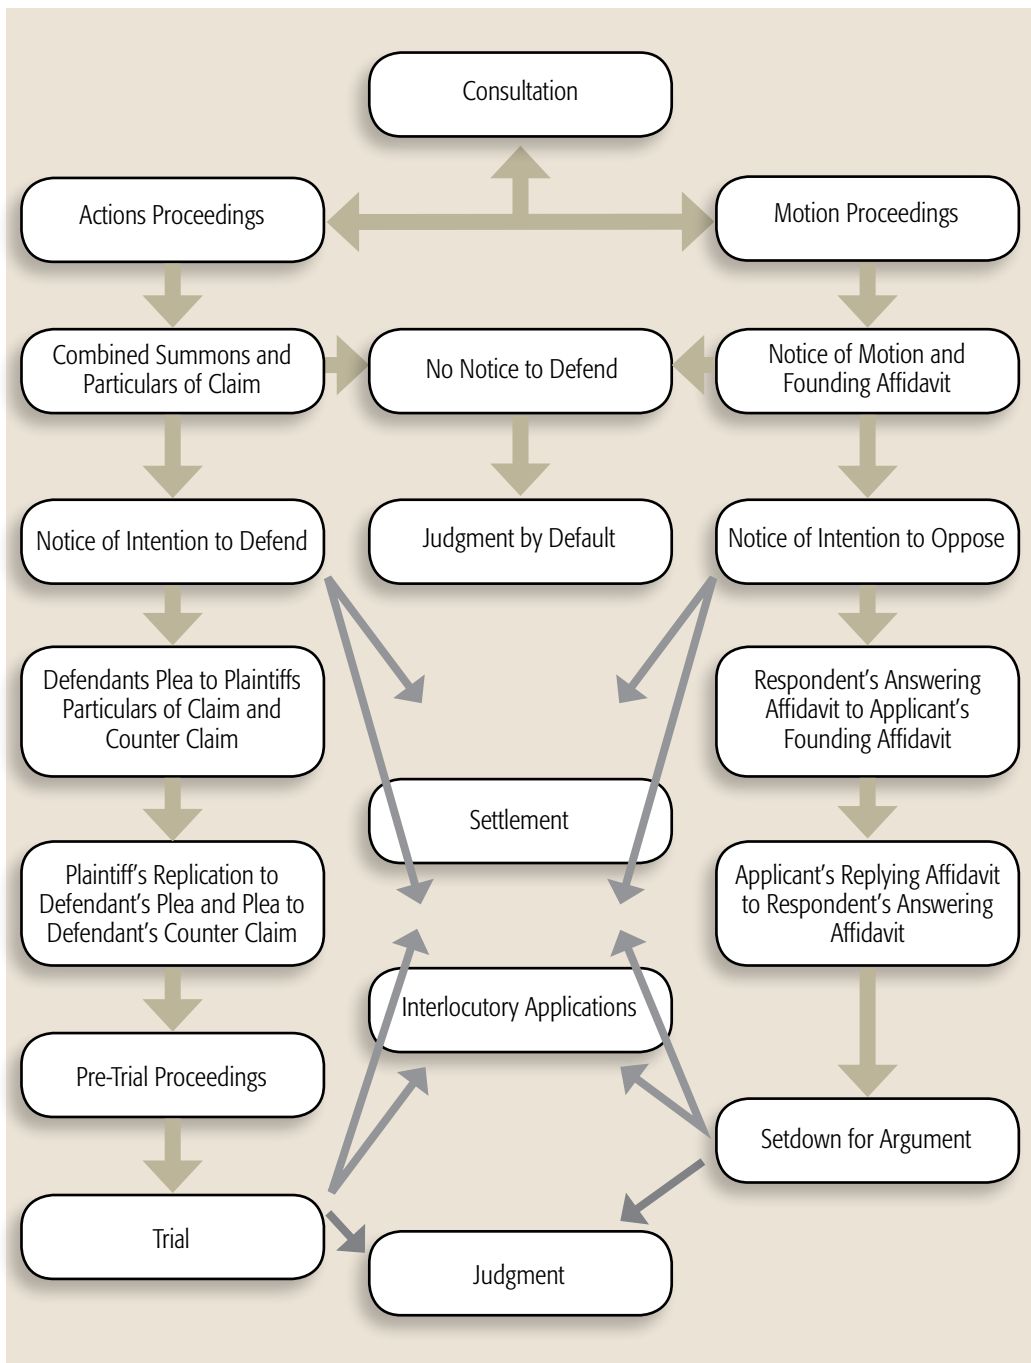 Consultation
Actions Proceedings
Motion Proceedings
Combined Summons and
Particulars of Claim
No Notice to Defend
Notice of Motion and
Founding Affidavit
Notice of Intention to Defend
Judgment by Default
Notice of Intention to Oppose
Defendants Plea to Plaintiffs
Particulars of Claim and
Counter Claim
Respondent’s Answering
Affidavit to Applicant’s
Founding Affidavit
Settlement
Plaintiff’s Replication to
Defendant’s Plea and Plea to
Defendant’s Counter Claim
Applicant’s Replying Affidavit
to Respondent’s Answering
Affidavit
Interlocutory Applications
Pre-Trial Proceedings
Setdown for Argument
Trial
Judgment